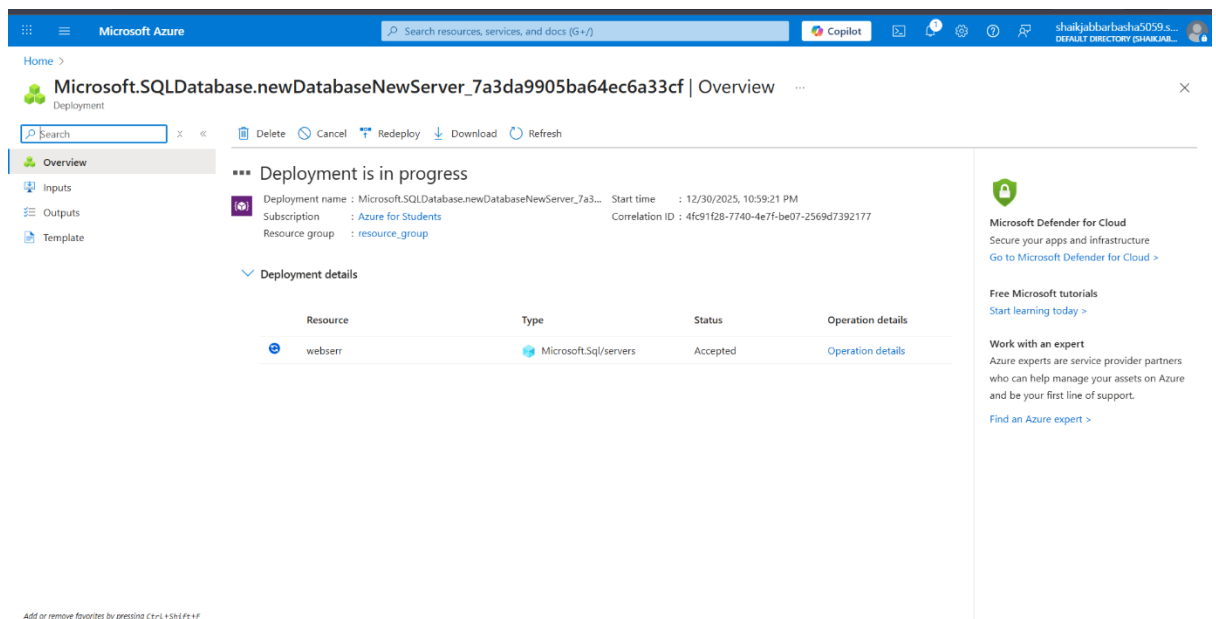 Microsoft Azure
Search resources, services, and docs (G+/)
Copilot
1
shaikjabbarbasha5059.s...
DEFAULT DIRECTORY (SHAIKJAB...
Home >
Microsoft.SQLDatabase.newDatabaseNewServer_7a3da9905ba64ec6a33cf | Overview ...
Deployment
Search
Delete Cancel Redeploy Download Refresh
Overview
Inputs
Outputs
Template
Deployment is in progress
Deployment name : Microsoft.SQLDatabase.newDatabaseNewServer_7a3... Start time : 12/30/2025, 10:59:21 PM
Subscription : Azure for Students Correlation ID : 4fc91f28-7740-4e7f-be07-2569d7392177
Resource group : resource_group
Deployment details
Resource Type Status Operation details
webserr Microsoft.Sql/servers Accepted Operation details
Microsoft Defender for Cloud
Secure your apps and infrastructure
Go to Microsoft Defender for Cloud >
Free Microsoft tutorials
Start learning today >
Work with an expert
Azure experts are service provider partners
who can help manage your assets on Azure
and be your first line of support.
Find an Azure expert >
Add or remove favorites by pressing Ctrl+Shift+F